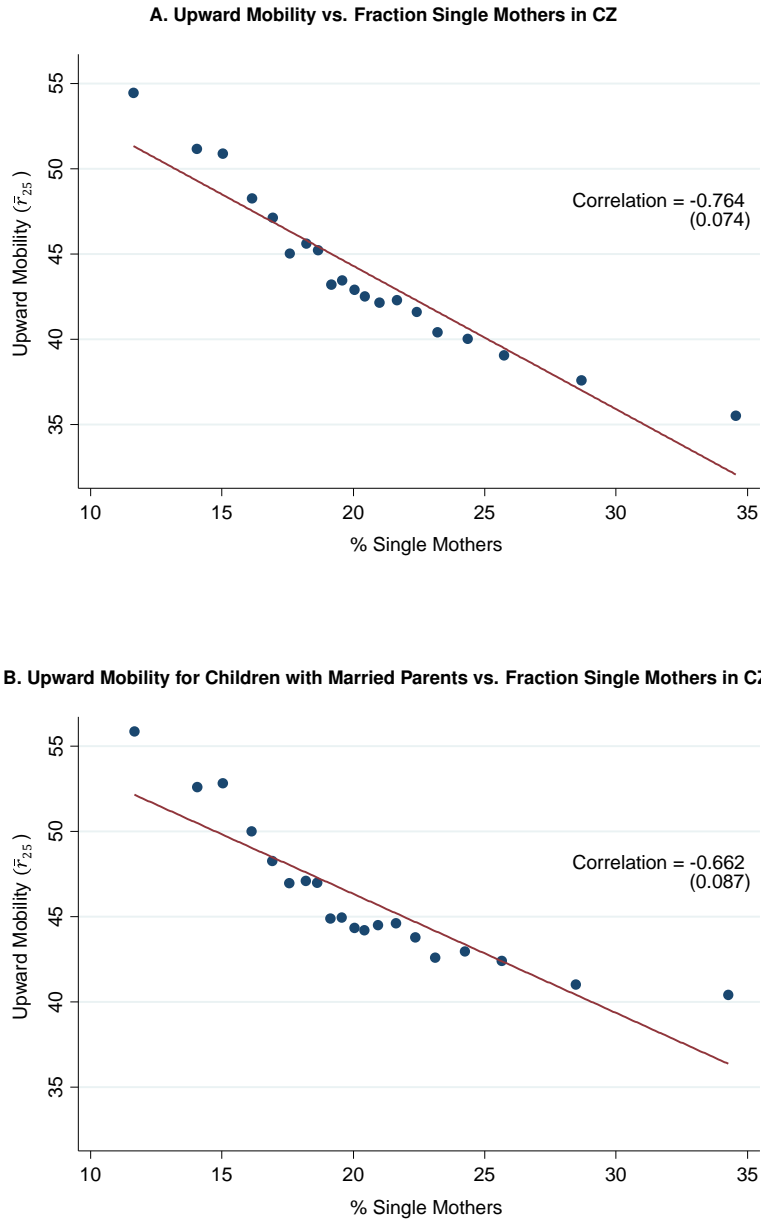 A. Upward Mobility vs. Fraction Single Mothers in CZ
Upward Mobility (r̄25)
55
50
45
40
35
Correlation = -0.764
(0.074)
10 15 20 25 30 35
% Single Mothers
B. Upward Mobility for Children with Married Parents vs. Fraction Single Mothers in CZ
Upward Mobility (r̄25)
55
50
45
40
35
Correlation = -0.662
(0.087)
10 15 20 25 30 35
% Single Mothers